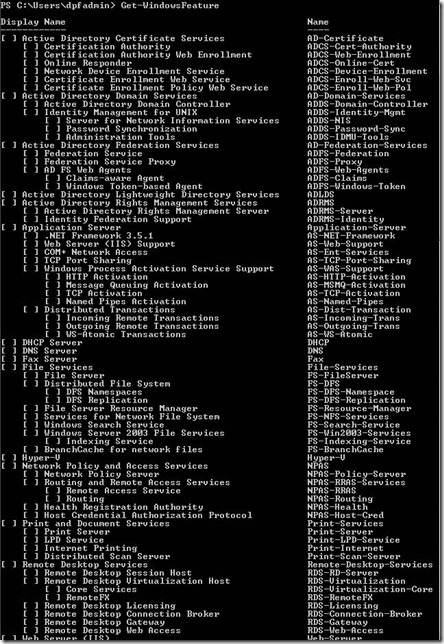 PS C:\Users\dpfadmin> Get-WindowsFeature
Display Name Name
------------ ----
[ ] Active Directory Certificate Services AD-Certificate
[ ] Certification Authority ADCS-Cert-Authority
[ ] Certification Authority Web Enrollment ADCS-Web-Enrollment
[ ] Online Responder ADCS-Online-Cert
[ ] Network Device Enrollment Service ADCS-Device-Enrollment
[ ] Certificate Enrollment Web Service ADCS-Enroll-Web-Svc
[ ] Certificate Enrollment Policy Web Service ADCS-Enroll-Web-Pol
[ ] Active Directory Domain Services AD-Domain-Services
[ ] Active Directory Domain Controller ADDS-Domain-Controller
[ ] Identity Management for UNIX ADDS-Identity-Mgmt
[ ] Server for Network Information Services ADDS-NIS
[ ] Password Synchronization ADDS-Password-Sync
[ ] Administration Tools ADDS-IDMU-Tools
[ ] Active Directory Federation Services AD-Federation-Services
[ ] Federation Service ADFS-Federation
[ ] Federation Service Proxy ADFS-Proxy
[ ] AD FS Web Agents ADFS-Web-Agents
[ ] Claims-aware Agent ADFS-Claims
[ ] Windows Token-based Agent ADFS-Windows-Token
[ ] Active Directory Lightweight Directory Services ADLDS
[ ] Active Directory Rights Management Services ADRMS
[ ] Active Directory Rights Management Server ADRMS-Server
[ ] Identity Federation Support ADRMS-Identity
[ ] Application Server Application-Server
[ ] .NET Framework 3.5.1 AS-NET-Framework
[ ] Web Server (IIS) Support AS-Web-Support
[ ] COM+ Network Access AS-Ent-Services
[ ] TCP Port Sharing AS-TCP-Port-Sharing
[ ] Windows Process Activation Service Support AS-WAS-Support
[ ] HTTP Activation AS-HTTP-Activation
[ ] Message Queuing Activation AS-MSMQ-Activation
[ ] TCP Activation AS-TCP-Activation
[ ] Named Pipes Activation AS-Named-Pipes
[ ] Distributed Transactions AS-Dist-Transaction
[ ] Incoming Remote Transactions AS-Incoming-Trans
[ ] Outgoing Remote Transactions AS-Outgoing-Trans
[ ] WS-Atomic Transactions AS-WS-Atomic
[ ] DHCP Server DHCP
[ ] DNS Server DNS
[ ] Fax Server Fax
[ ] File Services File-Services
[ ] File Server FS-FileServer
[ ] Distributed File System FS-DFS
[ ] DFS Namespaces FS-DFS-Namespace
[ ] DFS Replication FS-DFS-Replication
[ ] File Server Resource Manager FS-Resource-Manager
[ ] Services for Network File System FS-NFS-Services
[ ] Windows Search Service FS-Search-Service
[ ] Windows Server 2003 File Services FS-Win2003-Services
[ ] Indexing Service FS-Indexing-Service
[ ] BranchCache for network files FS-BranchCache
[ ] Hyper-V Hyper-V
[ ] Network Policy and Access Services NPAS
[ ] Network Policy Server NPAS-Policy-Server
[ ] Routing and Remote Access Services NPAS-RRAS-Services
[ ] Remote Access Service NPAS-RRAS
[ ] Routing NPAS-Routing
[ ] Health Registration Authority NPAS-Health
[ ] Host Credential Authorization Protocol NPAS-Host-Cred
[ ] Print and Document Services Print-Services
[ ] Print Server Print-Server
[ ] LPD Service Print-LPD-Service
[ ] Internet Printing Print-Internet
[ ] Distributed Scan Server Print-Scan-Server
[ ] Remote Desktop Services Remote-Desktop-Services
[ ] Remote Desktop Session Host RDS-RD-Server
[ ] Remote Desktop Virtualization Host RDS-Virtualization
[ ] Core Services RDS-Virtualization-Core
[ ] RemoteFX RDS-RemoteFX
[ ] Remote Desktop Licensing RDS-Licensing
[ ] Remote Desktop Connection Broker RDS-Connection-Broker
[ ] Remote Desktop Gateway RDS-Gateway
[ ] Remote Desktop Web Access RDS-Web-Access
[ ] Web Server (IIS) Web-Server